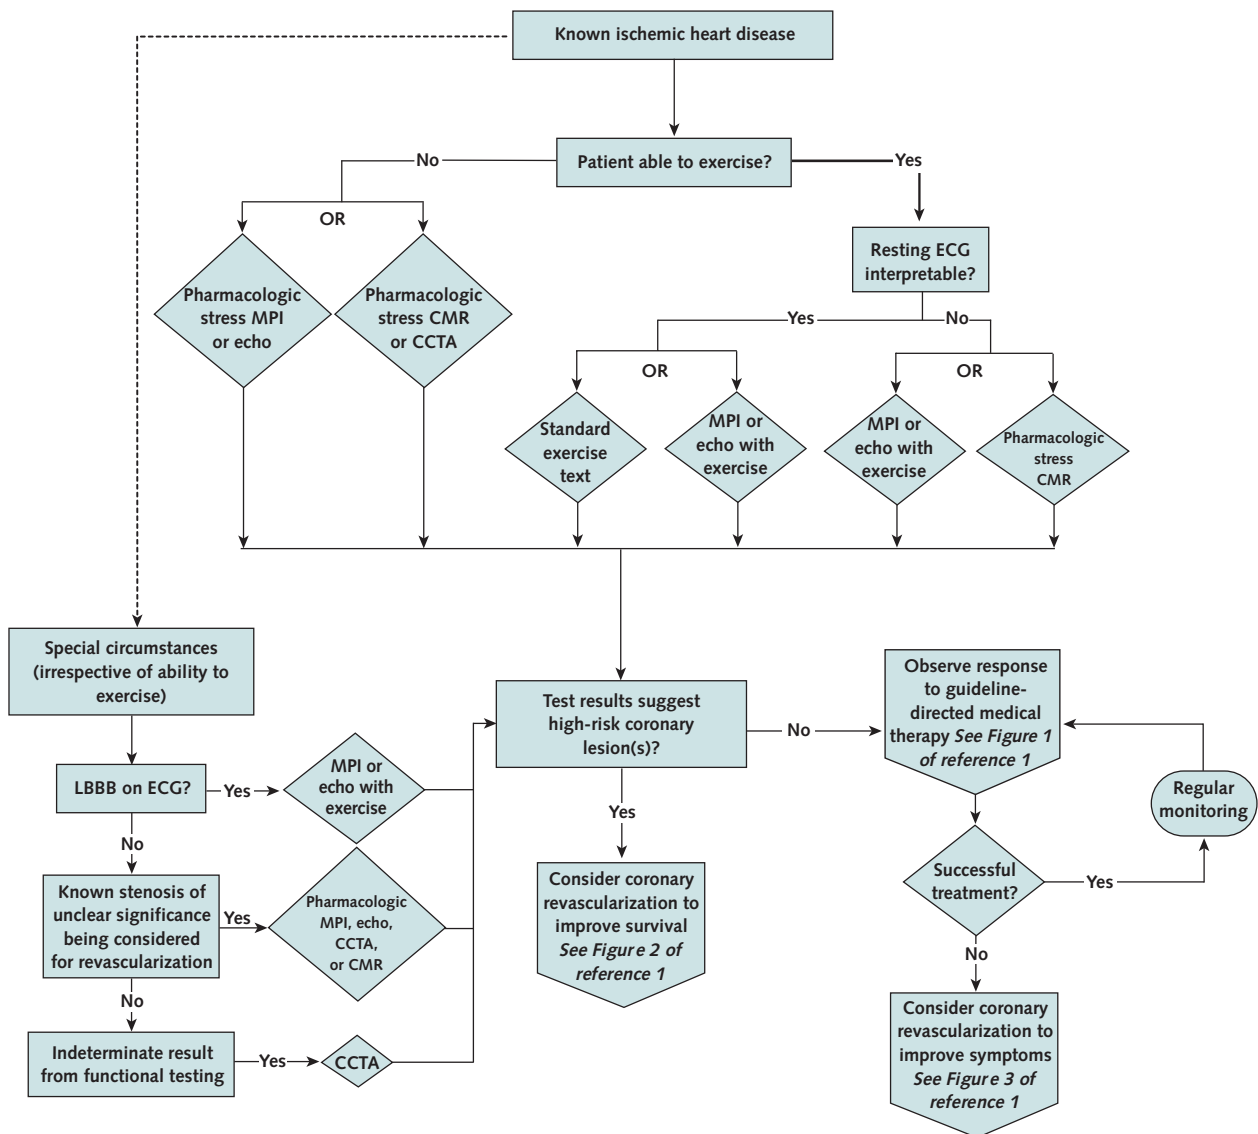 Known ischemic heart disease
Patient able to exercise?
No
Yes
OR
Resting ECG
interpretable?
Pharmacologic
stress MPI
or echo
Pharmacologic
stress CMR
or CCTA
Yes
No
OR
OR
Standard
exercise
text
MPI or
echo with
exercise
MPI or
echo with
exercise
Pharmacologic
stress
CMR
Special circumstances
(irrespective of ability to
exercise)
Test results suggest
high-risk coronary
lesion(s)?
No
Observe response
to guideline-
directed medical
therapy See Figure 1
of reference 1
LBBB on ECG?
Yes
MPI or
echo with
exercise
Regular
monitoring
Yes
No
Successful
treatment?
Yes
Known stenosis of
unclear significance
being considered
for revascularization
Yes
Pharmacologic
MPI, echo,
CCTA,
or CMR
Consider coronary
revascularization to
improve survival
See Figure 2 of
reference 1
No
No
Indeterminate result
from functional testing
Yes
CCTA
Consider coronary
revascularization to
improve symptoms
See Figure 3 of
reference 1